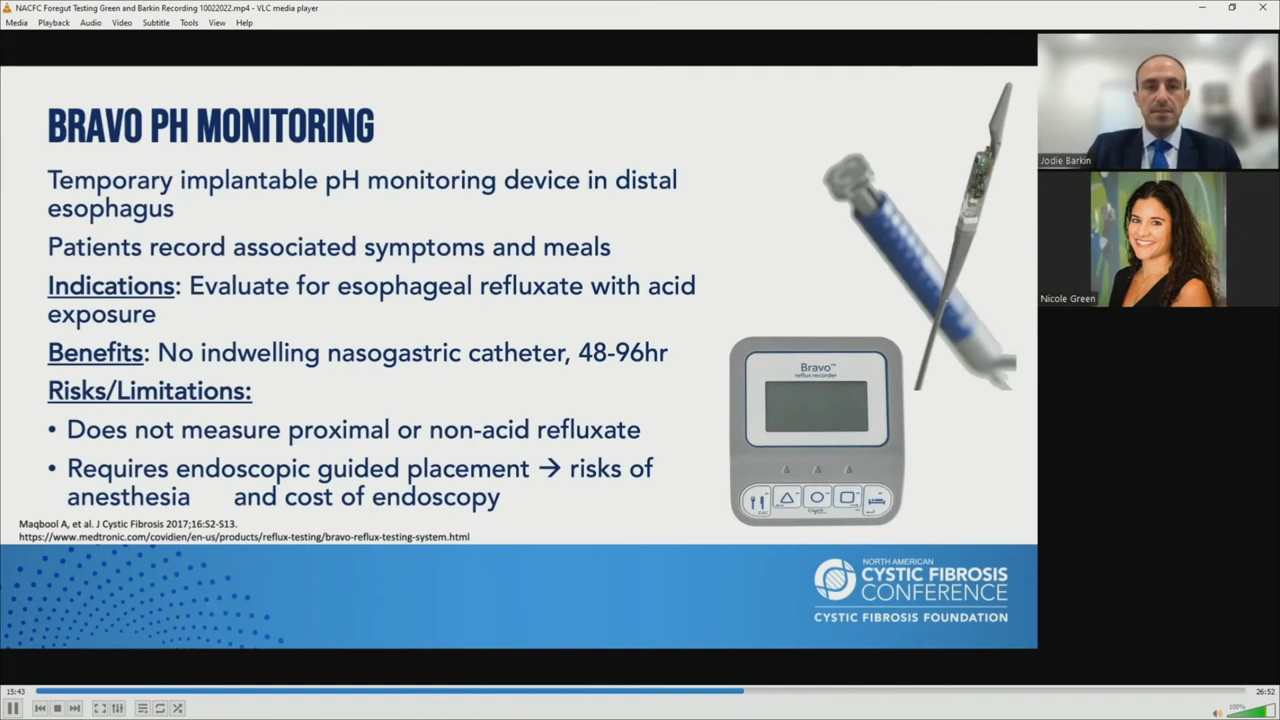 NACFC Foregut Testing Green and Barkin Recording 10022022.mp4 - VLC media player
Media Playback Audio Video Subtitle Tools View Help
BRAVO PH MONITORING
Temporary implantable pH monitoring device in distal
esophagus
Patients record associated symptoms and meals
Indications: Evaluate for esophageal refluxate with acid
exposure
Benefits: No indwelling nasogastric catheter, 48-96hr
Risks/Limitations:
• Does not measure proximal or non-acid refluxate
• Requires endoscopic guided placement → risks of
anesthesia and cost of endoscopy
Maqbool A, et al. J Cystic Fibrosis 2017;16:S2-S13.
https://www.medtronic.com/covidien/en-us/products/reflux-testing/bravo-reflux-testing-system.html
Bravo™
reflux recorder
NORTH AMERICAN
CYSTIC FIBROSIS
CONFERENCE
CYSTIC FIBROSIS FOUNDATION
Jodie Barkin
Nicole Green
15:43
26:52
100%